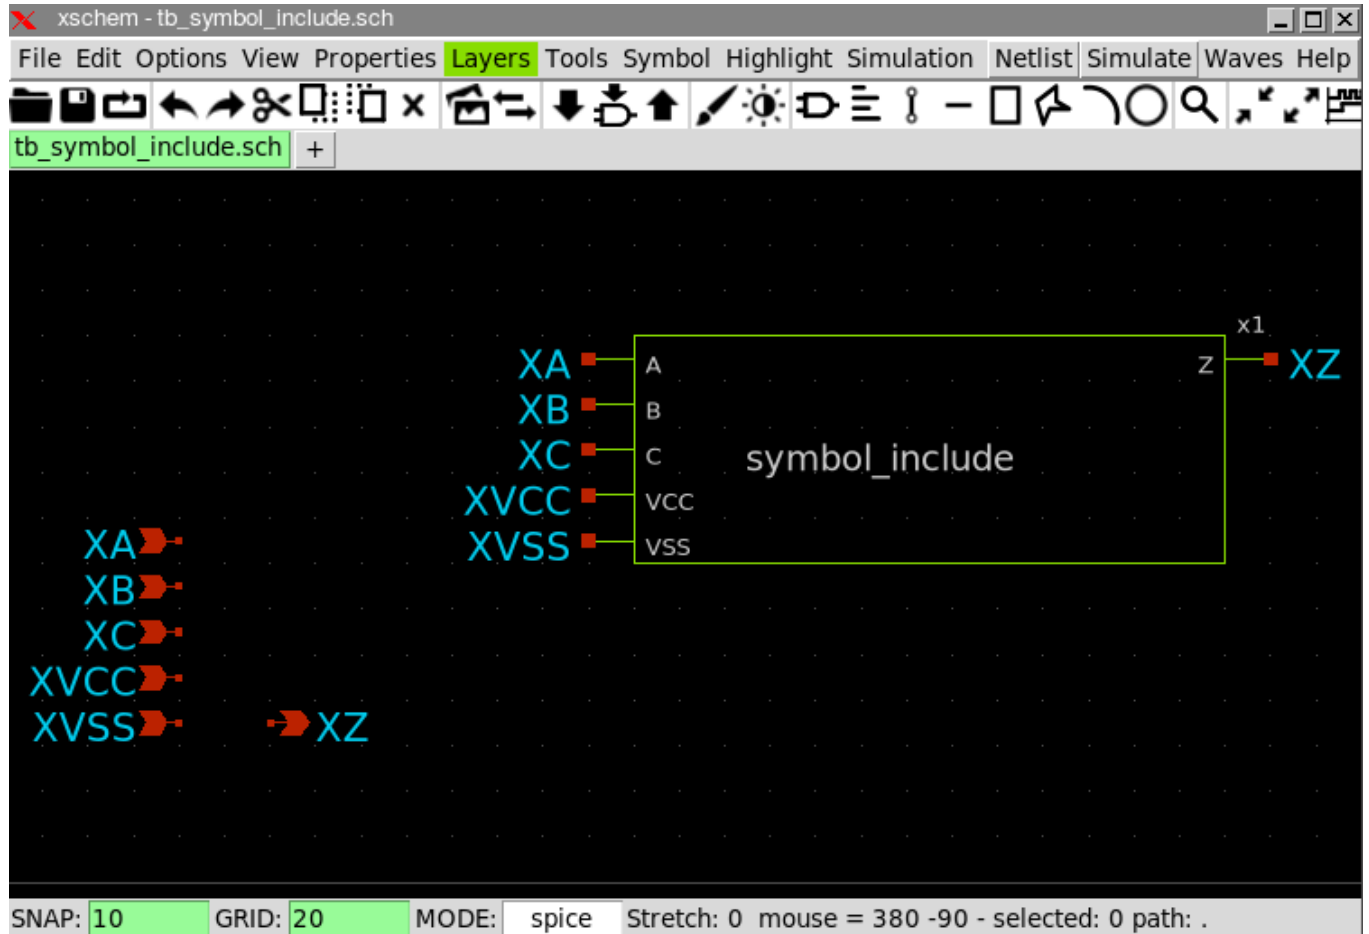 xschem - tb_symbol_include.sch
File Edit Options View Properties Layers Tools Symbol Highlight Simulation Netlist Simulate Waves Help
tb_symbol_include.sch +
x1
XA A Z XZ
XB B
XC C symbol_include
XVCC VCC
XVSS VSS
XA
XB
XC
XVCC
XVSS XZ
SNAP: 10 GRID: 20 MODE: spice Stretch: 0 mouse = 380 -90 - selected: 0 path: .